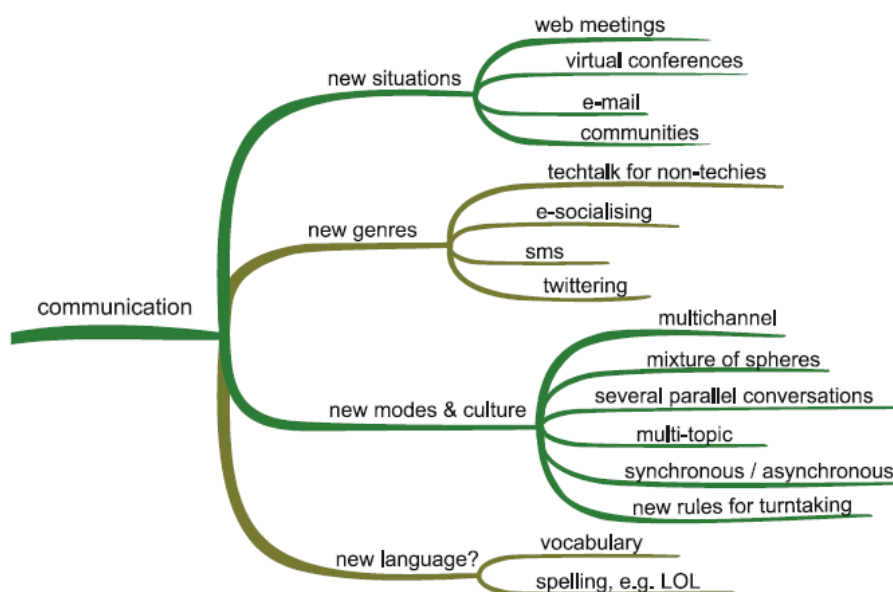 communication
new situations
web meetings
virtual conferences
e-mail
communities
new genres
techtalk for non-techies
e-socialising
sms
twittering
new modes & culture
multichannel
mixture of spheres
several parallel conversations
multi-topic
synchronous / asynchronous
new rules for turntaking
new language?
vocabulary
spelling, e.g. LOL